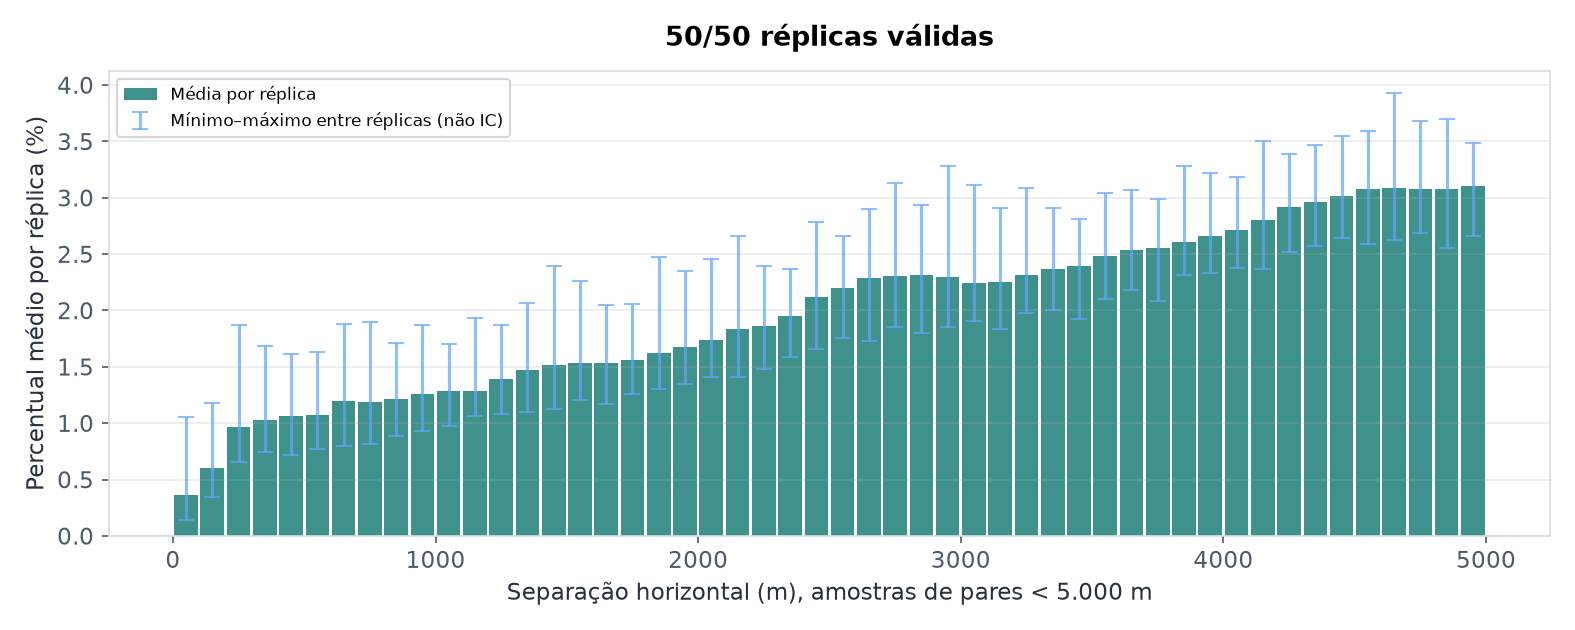 50/50 réplicas válidas
Média por réplica
Mínimo–máximo entre réplicas (não IC)
Percentual médio por réplica (%)
4.0
3.5
3.0
2.5
2.0
1.5
1.0
0.5
0.0
0 1000 2000 3000 4000 5000
Separação horizontal (m), amostras de pares < 5.000 m